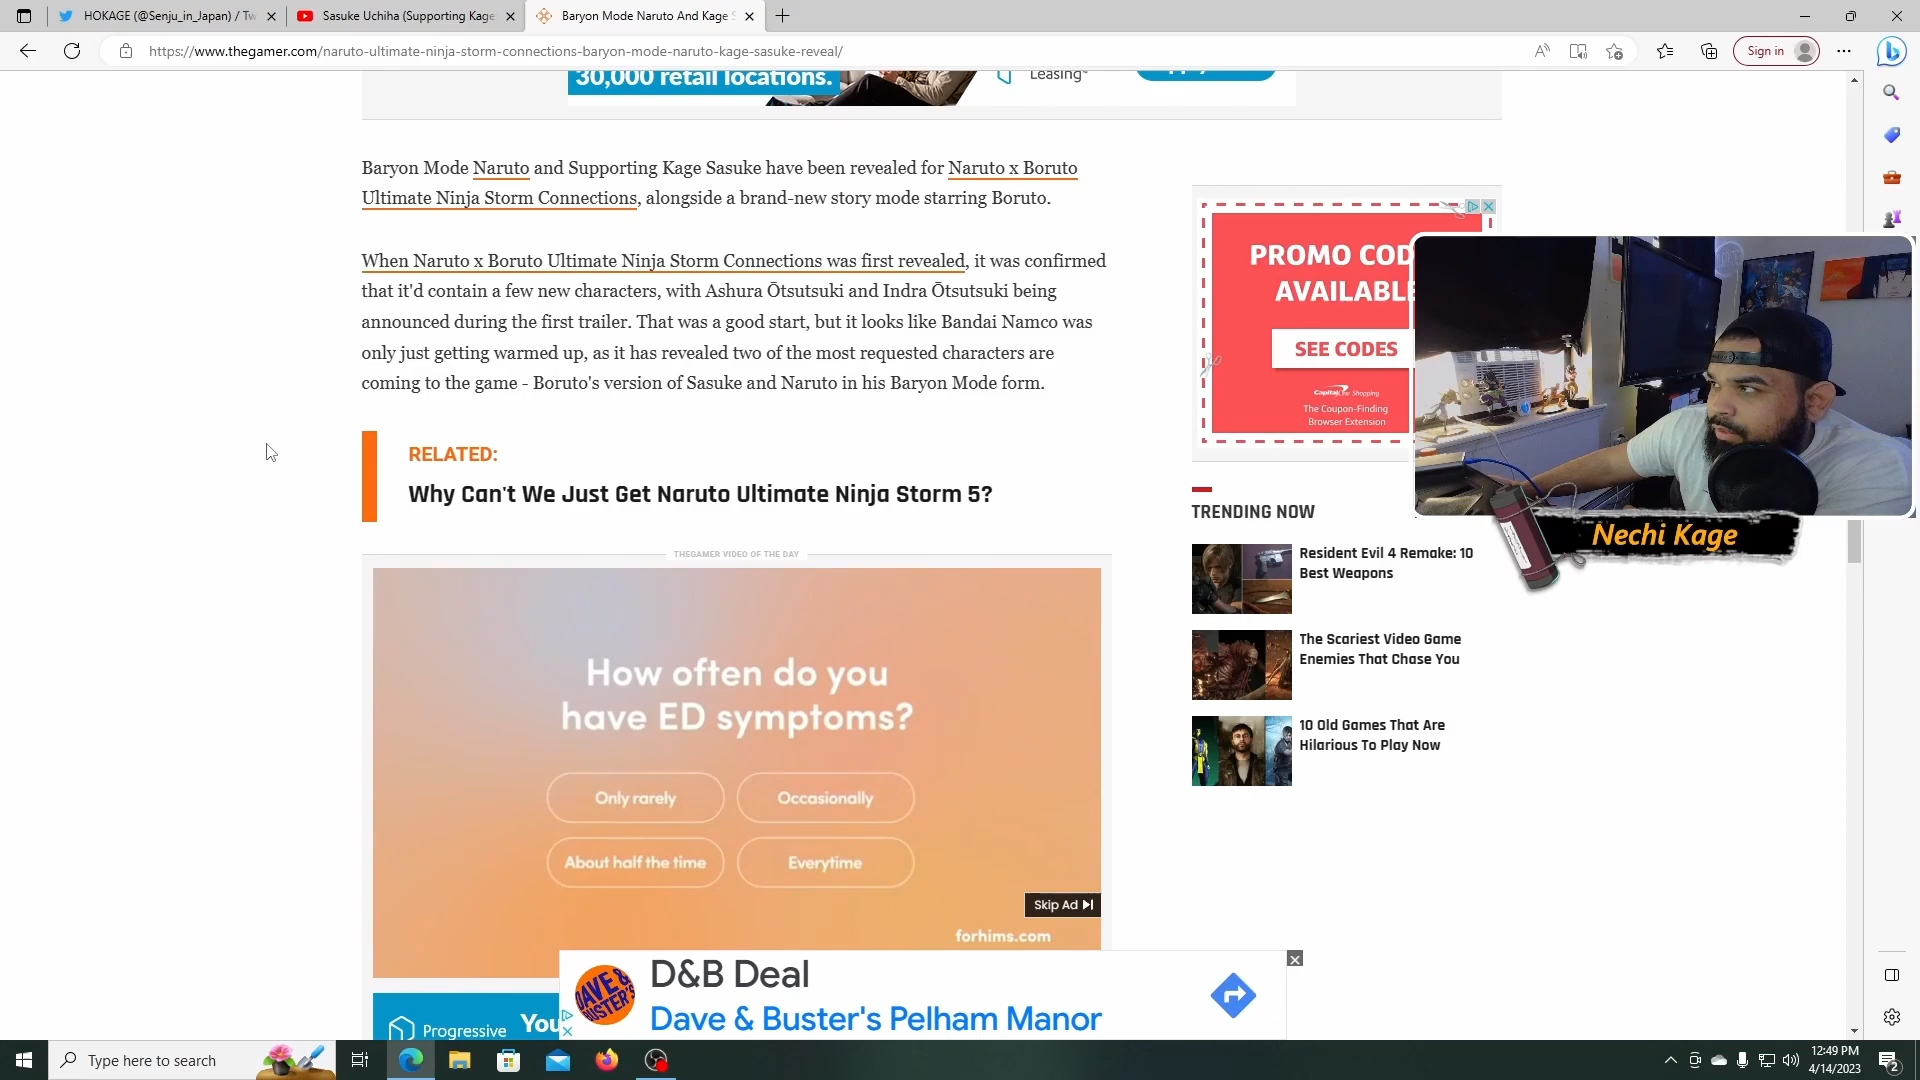 HOKAGE (@Senju_in_Japan) / Tw
Sasuke Uchiha (Supporting Kage
Baryon Mode Naruto And Kage S
https://www.thegamer.com/naruto-ultimate-ninja-storm-connections-baryon-mode-naruto-kage-sasuke-reveal/
Sign in
30,000 retail locations.
Leasing
Baryon Mode Naruto and Supporting Kage Sasuke have been revealed for Naruto x Boruto
Ultimate Ninja Storm Connections, alongside a brand-new story mode starring Boruto.
When Naruto x Boruto Ultimate Ninja Storm Connections was first revealed, it was confirmed
that it'd contain a few new characters, with Ashura Ōtsutsuki and Indra Ōtsutsuki being
announced during the first trailer. That was a good start, but it looks like Bandai Namco was
only just getting warmed up, as it has revealed two of the most requested characters are
coming to the game - Boruto's version of Sasuke and Naruto in his Baryon Mode form.
RELATED:
Why Can't We Just Get Naruto Ultimate Ninja Storm 5?
THEGAMER VIDEO OF THE DAY
How often do you
have ED symptoms?
Only rarely
Occasionally
About half the time
Everytime
Skip Ad
forhims.com
Progressive
You
D&B Deal
Dave & Buster's Pelham Manor
DAVE &
BUSTER'S
PROMO COD
AVAILABLE
SEE CODES
Capital One Shopping
The Coupon-Finding
Browser Extension
Nechi Kage
TRENDING NOW
Resident Evil 4 Remake: 10
Best Weapons
The Scariest Video Game
Enemies That Chase You
10 Old Games That Are
Hilarious To Play Now
Type here to search
12:49 PM
4/14/2023
2